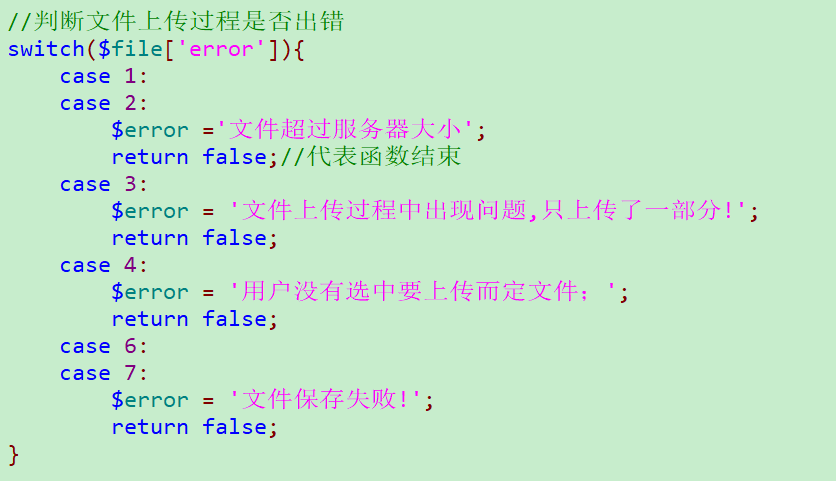 //判断文件上传过程是否出错
switch($file['error']){
    case 1:
    case 2:
        $error ='文件超过服务器大小';
        return false;//代表函数结束
    case 3:
        $error = '文件上传过程中出现问题,只上传了一部分!';
        return false;
    case 4:
        $error = '用户没有选中要上传而定文件；';
        return false;
    case 6:
    case 7:
        $error = '文件保存失败!';
        return false;
}